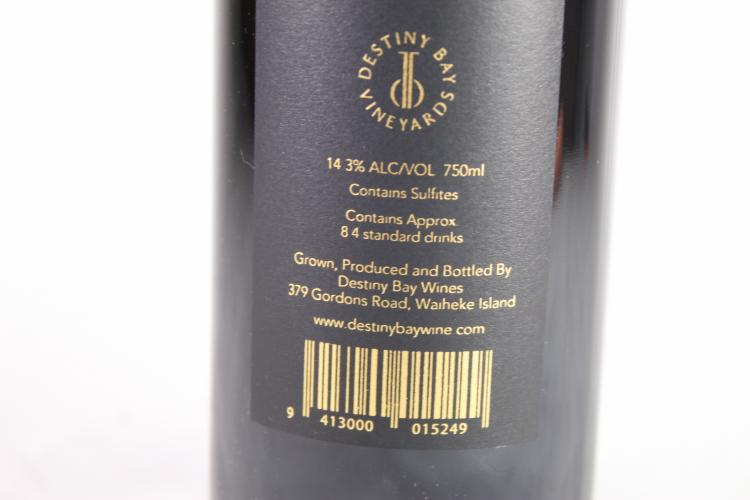 DESTINY BAY
VINEYARDS
14 3% ALC/VOL 750ml
Contains Sulfites
Contains Approx.
8 4 standard drinks
Grown, Produced and Bottled By
Destiny Bay Wines
379 Gordons Road, Waiheke Island
www.destinybaywine com
9 413000 015249